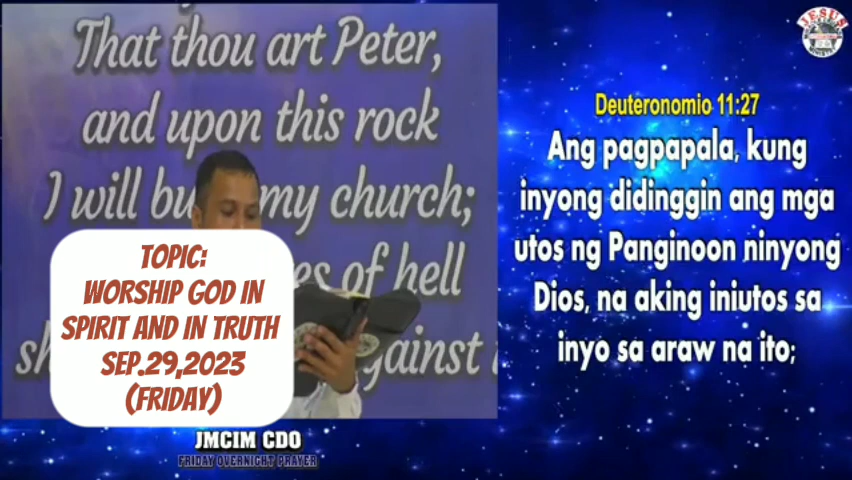 That thou art Peter,
and upon this rock
I will bu my church;
es of hell
sh gainst
TOPIC:
WORSHIP GOD IN
SPIRIT AND IN TRUTH
SEP.29,2023
(FRIDAY)
JMCIM CDO
FRIDAY OVERNIGHT PRAYER
JESUS
Deuteronomio 11:27
Ang pagpapala, kung
inyong didinggin ang mga
utos ng Panginoon ninyong
Dios, na aking iniutos sa
inyo sa araw na ito;